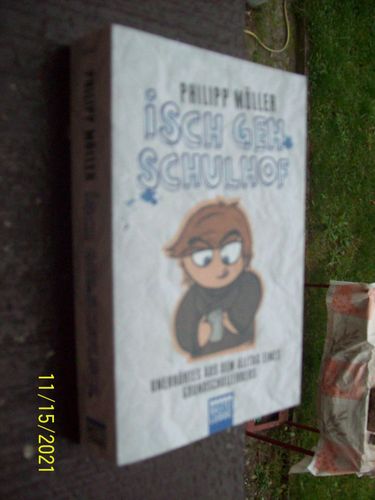 PHILIPP MÖLLER
iSCH GEH
SCHULHOF
UNERHÖRTES AUS DEM ALLTAG EINES
GRUNDSCHULLEHRERS
PHILIPP MÖLLER
11/15/2021